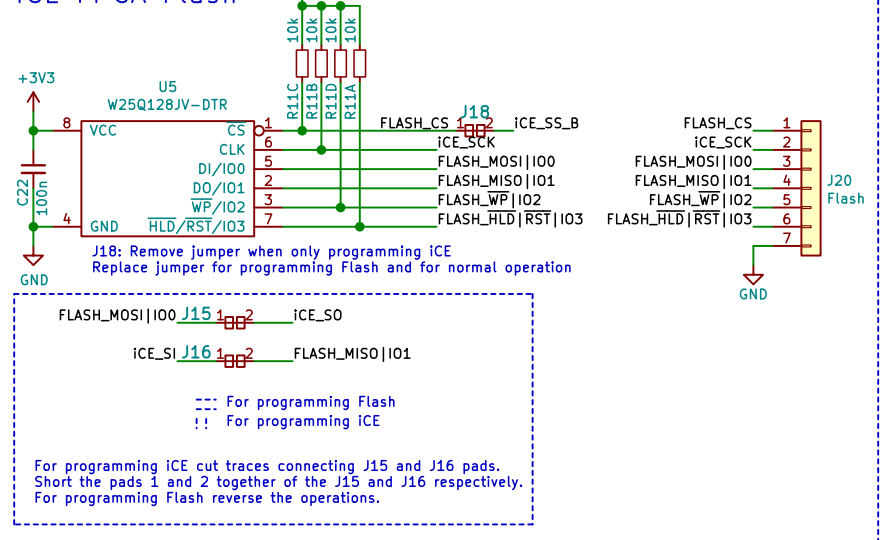 10k
10k
10k
10k
+3V3
U5
W25Q128JV-DTR
R11C
R11B
R11D
R11A
8
VCC
CS
1
CLK
6
DI/IO0
5
DO/IO1
2
WP/IO2
3
GND
4
HLD/RST/IO3
7
C22
100n
GND
FLASH_CS
J18
1
2
iCE_SS_B
iCE_SCK
FLASH_MOSI|IO0
FLASH_MISO|IO1
FLASH_WP|IO2
FLASH_HLD|RST|IO3
FLASH_CS
1
iCE_SCK
2
FLASH_MOSI|IO0
3
FLASH_MISO|IO1
4
FLASH_WP|IO2
5
FLASH_HLD|RST|IO3
6
7
J20
Flash
GND
J18: Remove jumper when only programming iCE
Replace jumper for programming Flash and for normal operation
FLASH_MOSI|IO0
J15
1
2
iCE_SO
iCE_SI
J16
1
2
FLASH_MISO|IO1
For programming Flash
For programming iCE
For programming iCE cut traces connecting J15 and J16 pads.
Short the pads 1 and 2 together of the J15 and J16 respectively.
For programming Flash reverse the operations.